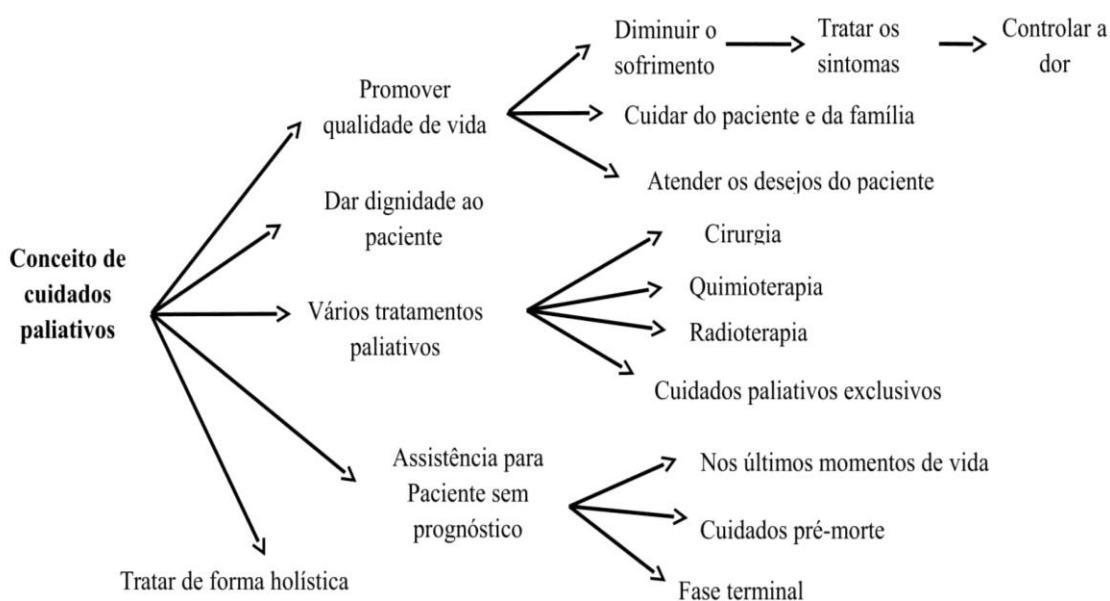 Conceito de
cuidados
paliativos
Promover
qualidade de vida
Diminuir o
sofrimento
Tratar os
sintomas
Controlar a
dor
Cuidar do paciente e da família
Atender os desejos do paciente
Dar dignidade ao
paciente
Vários tratamentos
paliativos
Cirurgia
Quimioterapia
Radioterapia
Cuidados paliativos exclusivos
Assistência para
Paciente sem
prognóstico
Nos últimos momentos de vida
Cuidados pré-morte
Fase terminal
Tratar de forma holística